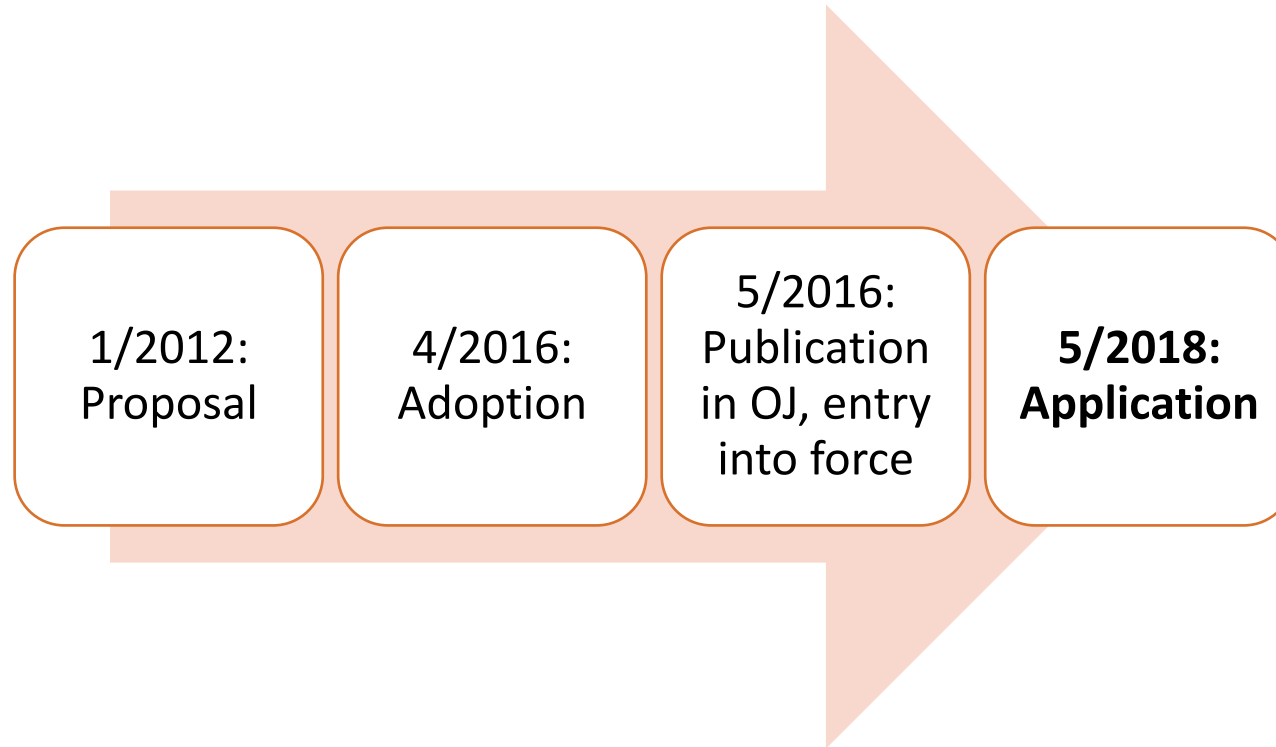 1/2012:
Proposal
4/2016:
Adoption
5/2016:
Publication
in OJ, entry
into force
5/2018:
Application